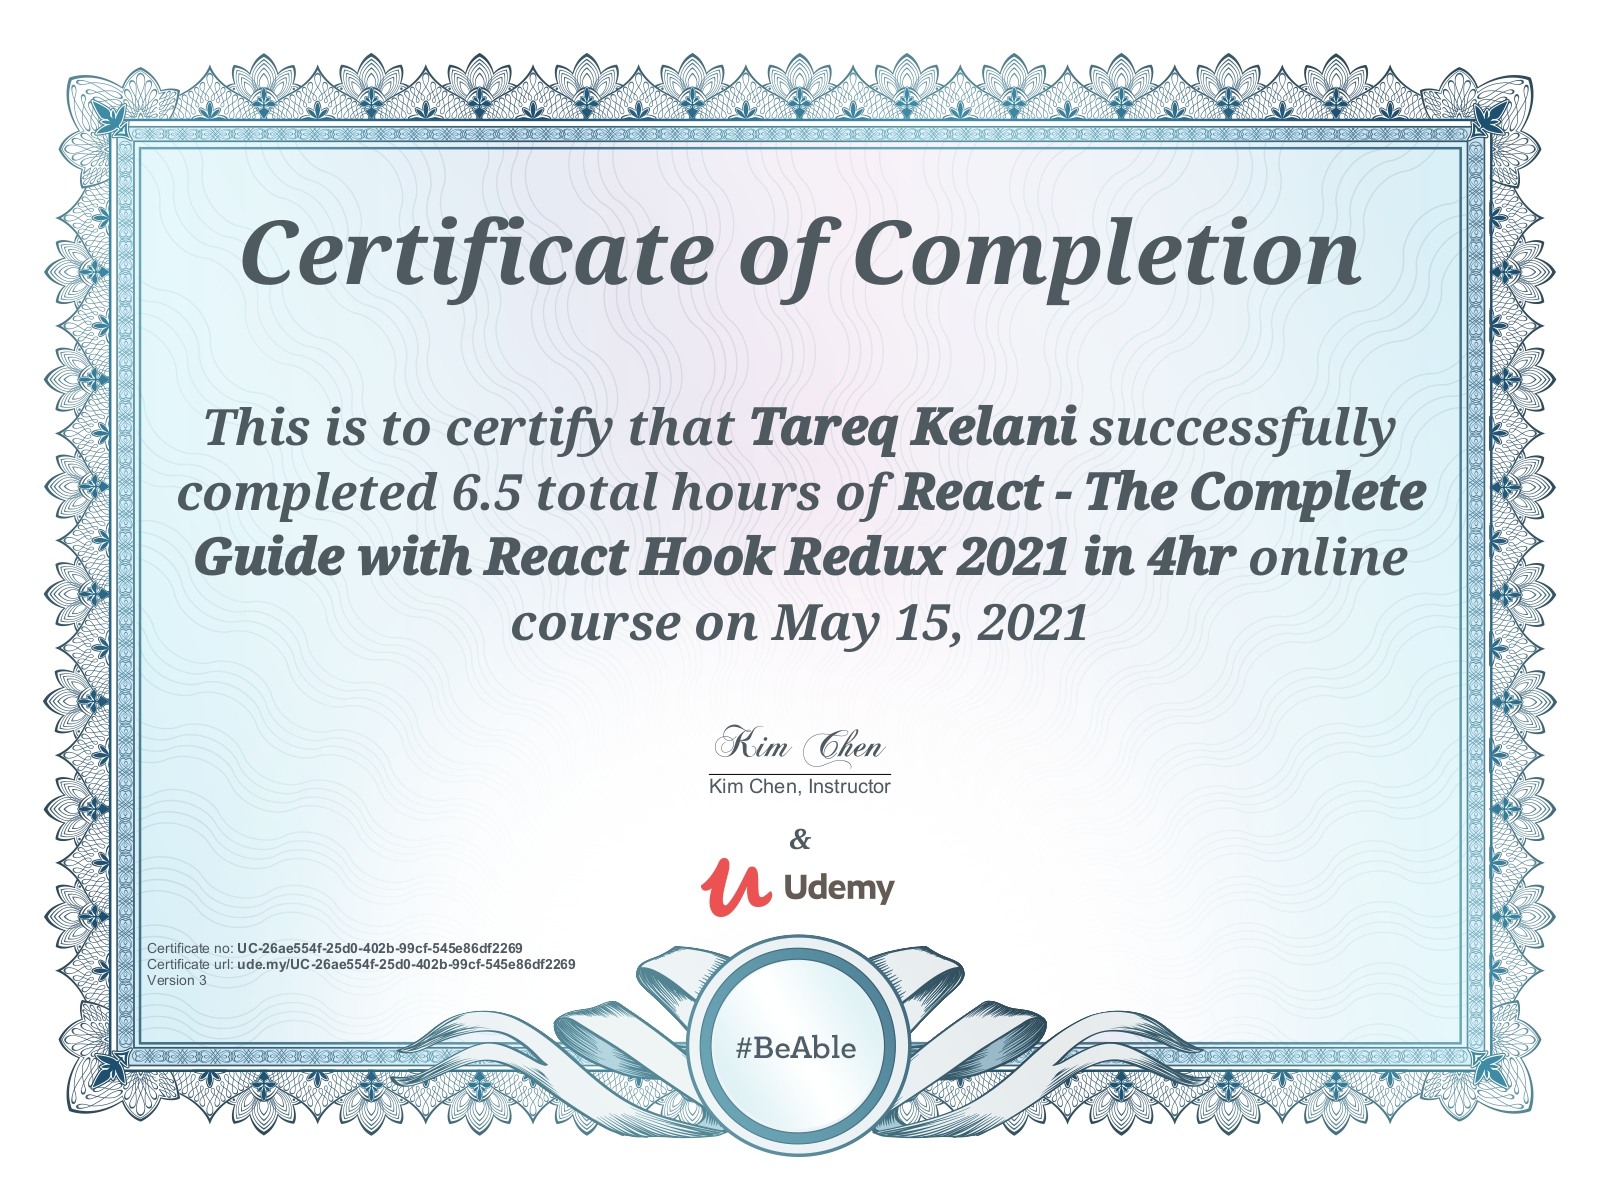 Certificate of Completion
This is to certify that Tareq Kelani successfully
completed 6.5 total hours of React - The Complete
Guide with React Hook Redux 2021 in 4hr online
course on May 15, 2021
Kim Chen
Kim Chen, Instructor
&
Udemy
Certificate no: UC-26ae554f-25d0-402b-99cf-545e86df2269
Certificate url: ude.my/UC-26ae554f-25d0-402b-99cf-545e86df2269
Version 3
#BeAble